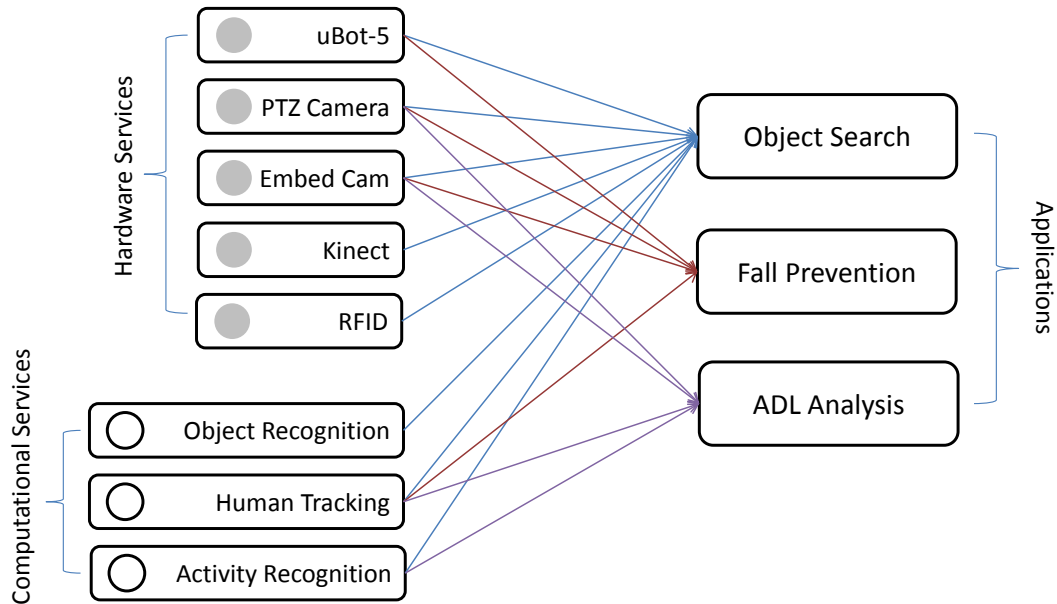 Hardware Services
uBot-5
PTZ Camera
Embed Cam
Kinect
RFID
Computational Services
Object Recognition
Human Tracking
Activity Recognition
Object Search
Fall Prevention
ADL Analysis
Applications